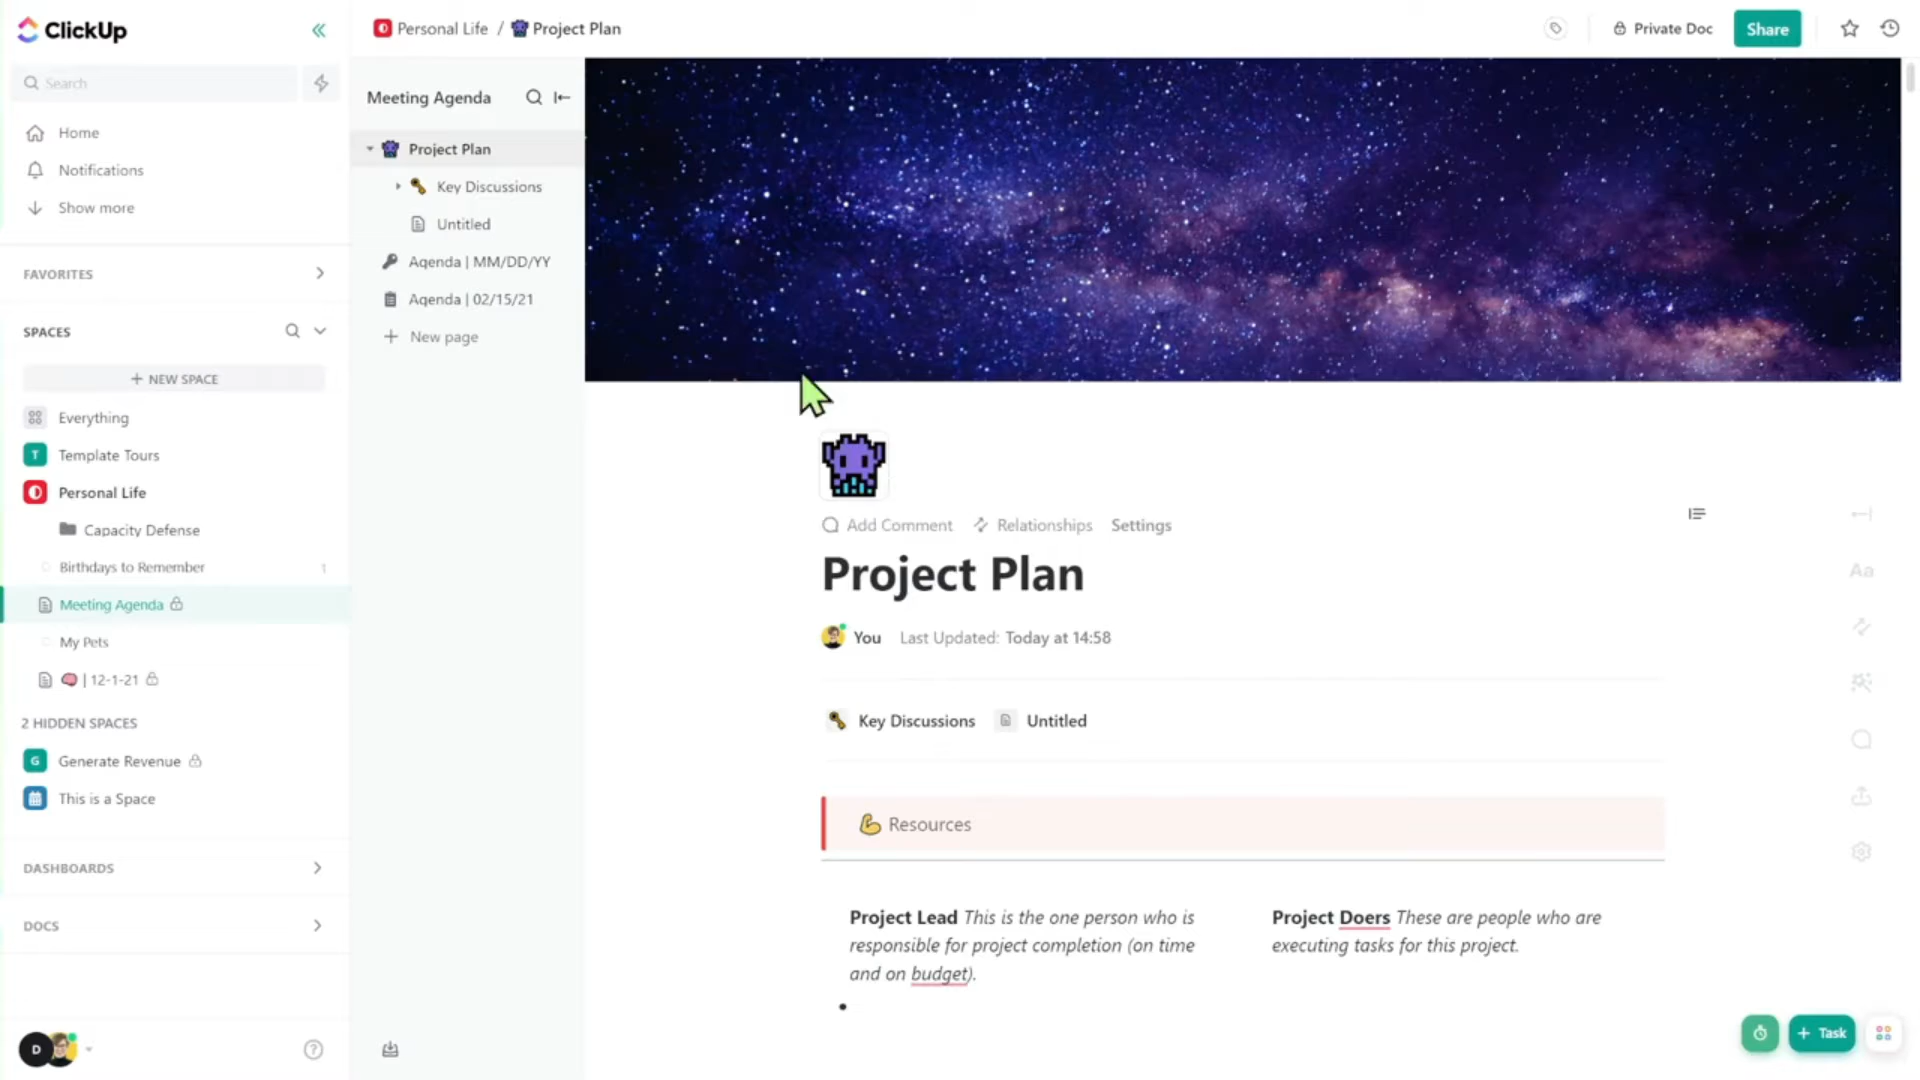 ClickUp
Search
Home
Notifications
Show more
FAVORITES
SPACES
+ NEW SPACE
Everything
T Template Tours
Personal Life
Capacity Defense
Birthdays to Remember 1
Meeting Agenda
My Pets
| 12-1-21
2 HIDDEN SPACES
G Generate Revenue
This is a Space
DASHBOARDS
DOCS
D
?
Personal Life / Project Plan
Private Doc
Share
Meeting Agenda
Project Plan
Key Discussions
Untitled
Agenda | MM/DD/YY
Agenda | 02/15/21
+ New page
Add Comment Relationships Settings
Project Plan
You Last Updated: Today at 14:58
Key Discussions Untitled
💪 Resources
Project Lead This is the one person who is
responsible for project completion (on time
and on budget).
•
Project Doers These are people who are
executing tasks for this project.
Aa
+ Task